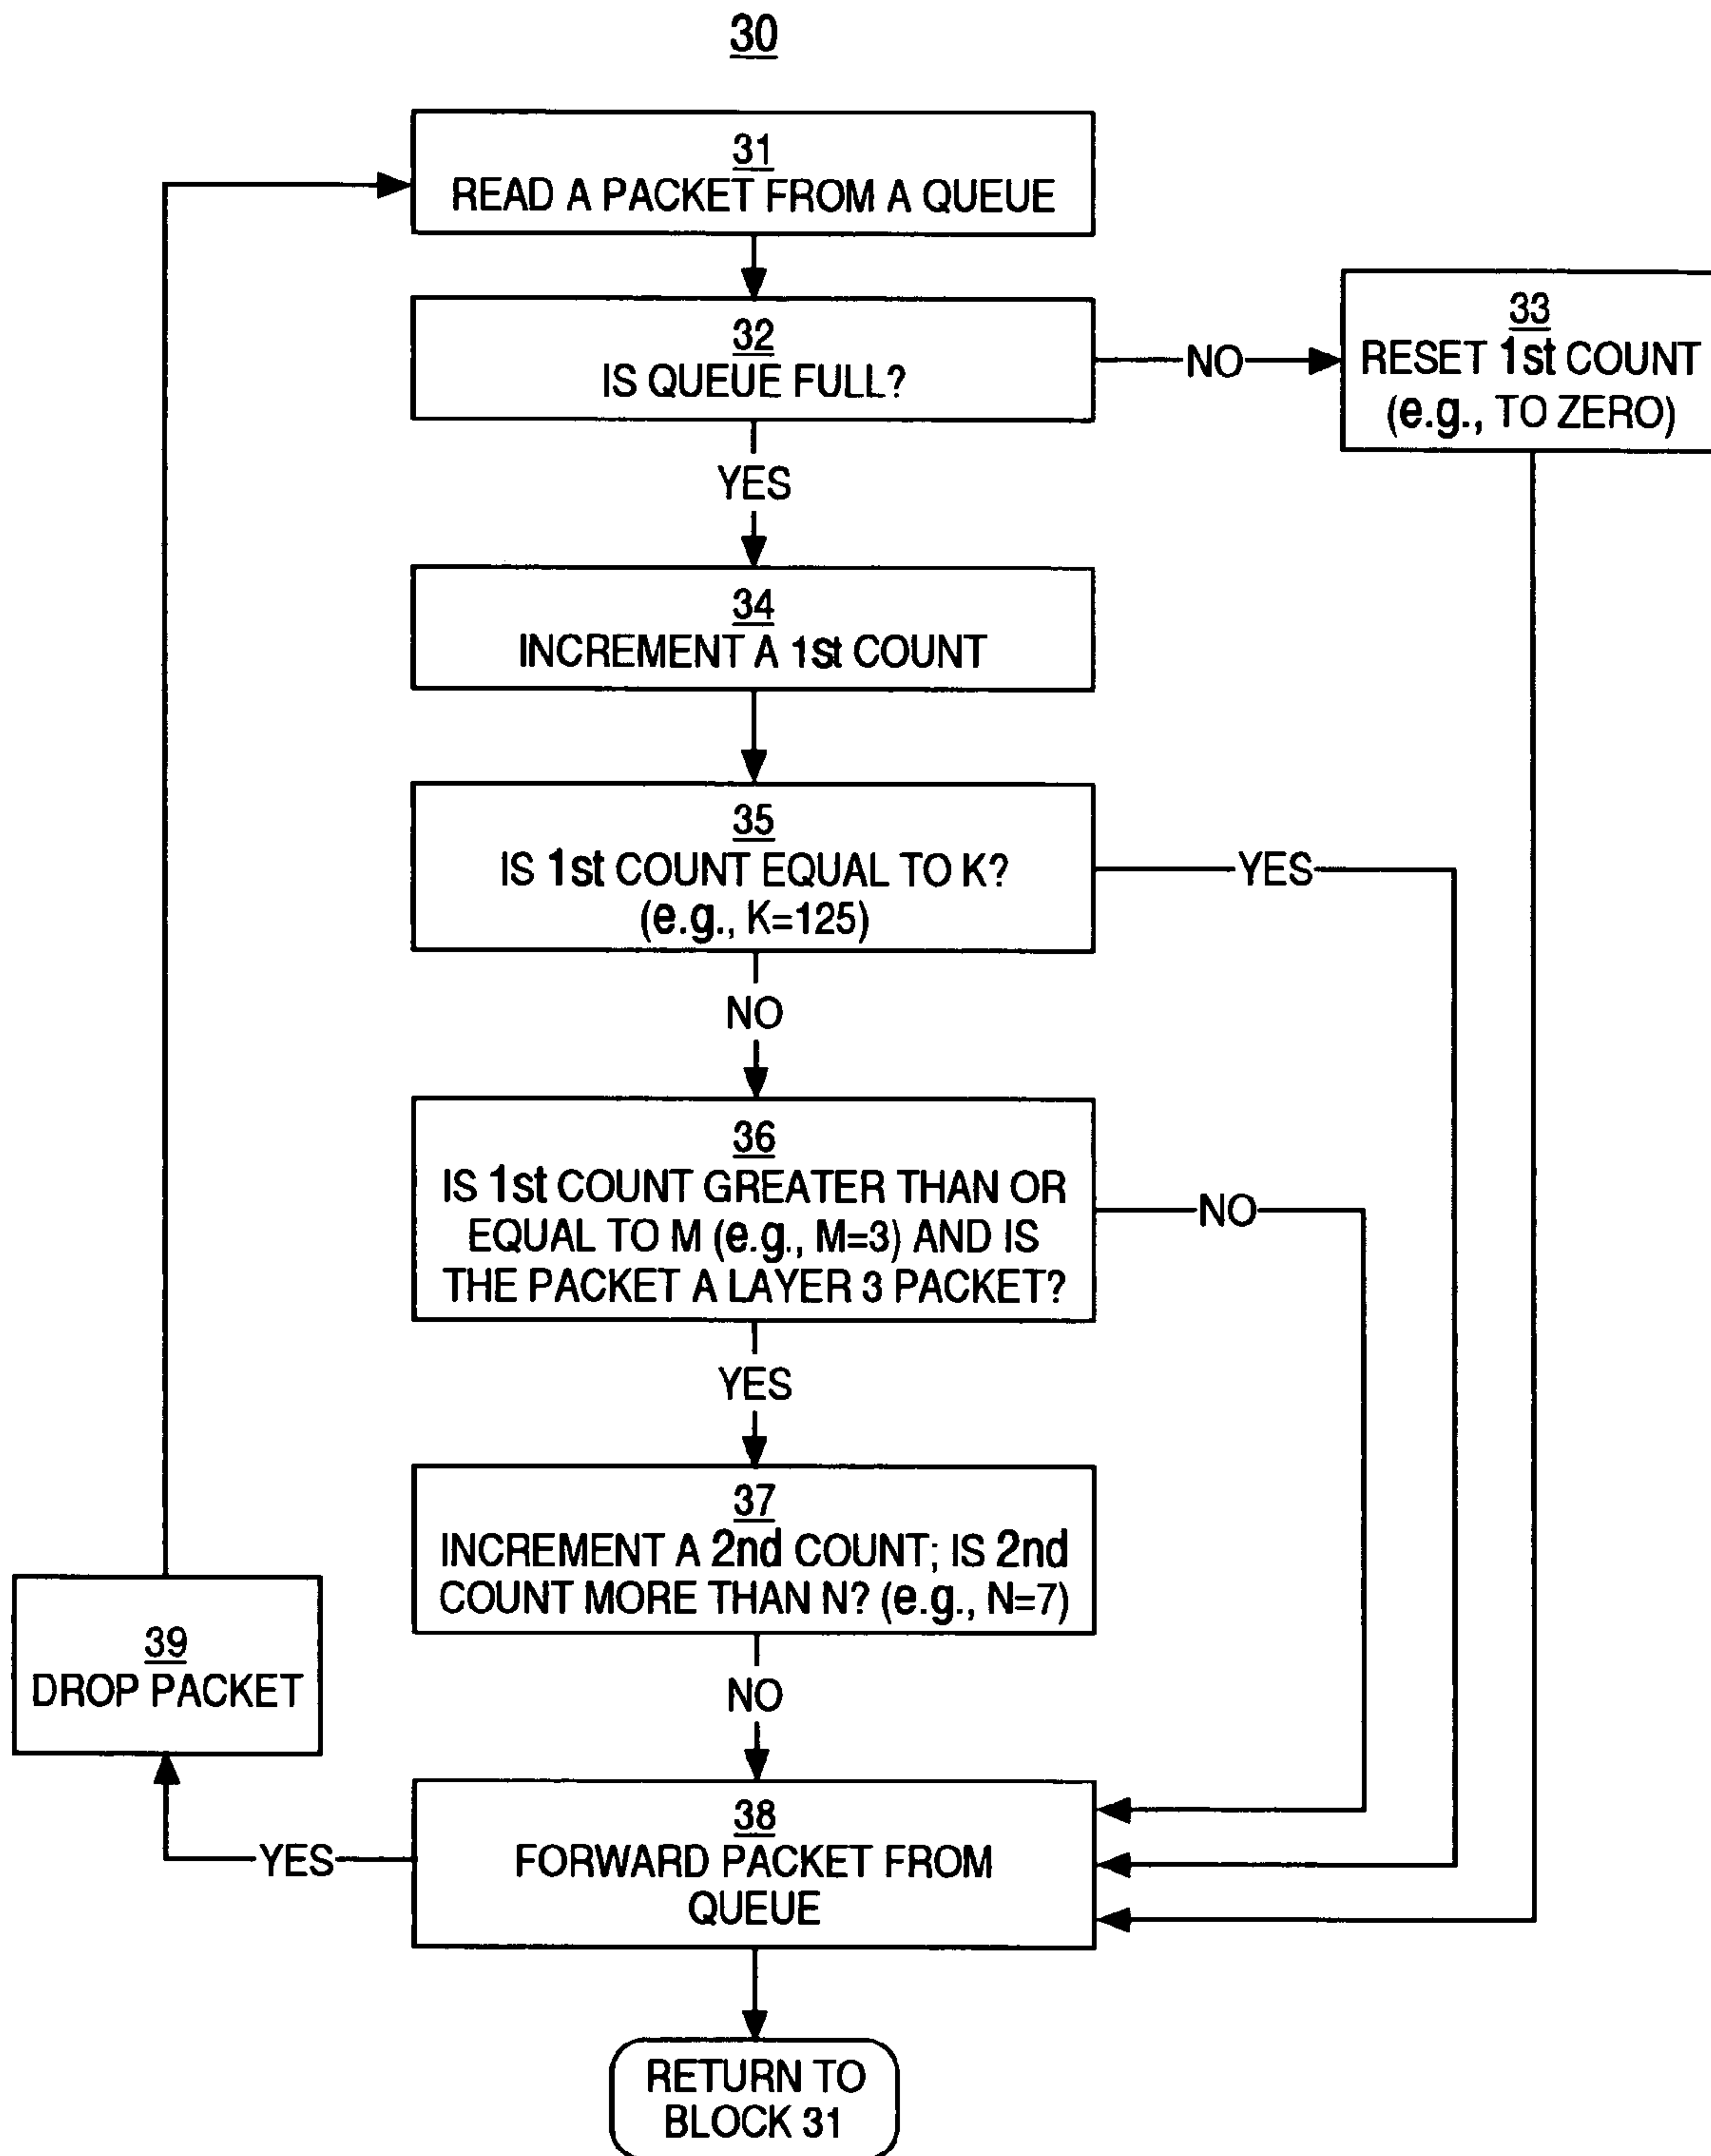 30
31
READ A PACKET FROM A QUEUE
32
IS QUEUE FULL?
NO
33
RESET 1st COUNT
(e.g., TO ZERO)
YES
34
INCREMENT A 1st COUNT
35
IS 1st COUNT EQUAL TO K?
(e.g., K=125)
YES
NO
36
IS 1st COUNT GREATER THAN OR
EQUAL TO M (e.g., M=3) AND IS
THE PACKET A LAYER 3 PACKET?
NO
YES
37
INCREMENT A 2nd COUNT; IS 2nd
COUNT MORE THAN N? (e.g., N=7)
39
DROP PACKET
NO
38
FORWARD PACKET FROM
QUEUE
YES
RETURN TO
BLOCK 31